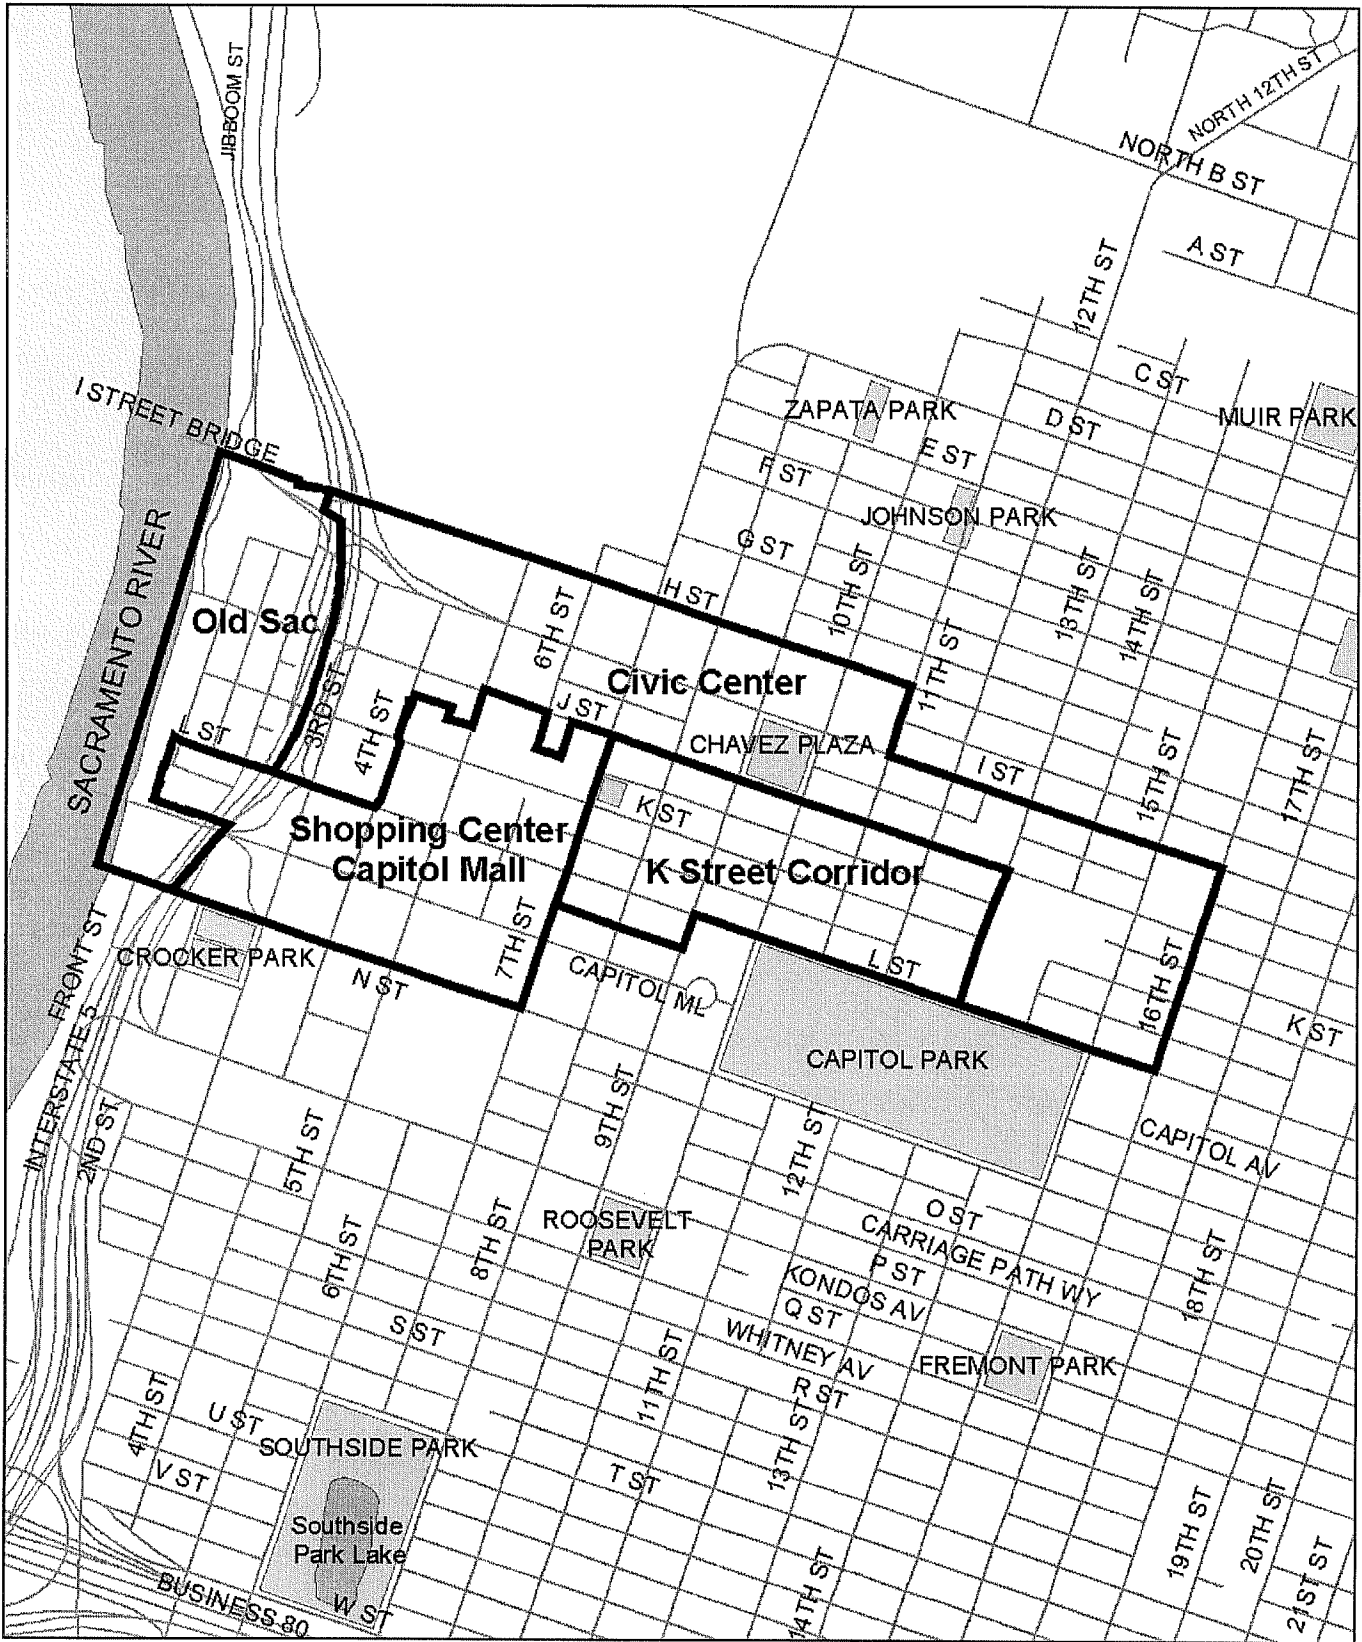 JIBBOOM ST
NORTH 12TH ST
NORTH B ST
A ST
12TH ST
C ST
I STREET BRIDGE
ZAPATA PARK
D ST
MUIR PARK
E ST
F ST
JOHNSON PARK
G ST
10TH ST
13TH ST
14TH ST
SACRAMENTO RIVER
Old Sac
6TH ST
H ST
11TH ST
Civic Center
3RD ST
4TH ST
J ST
L ST
CHAVEZ PLAZA
I ST
15TH ST
17TH ST
Shopping Center
Capitol Mall
K ST
K Street Corridor
FRONT ST
CROCKER PARK
N ST
7TH ST
CAPITOL ML
L ST
16TH ST
K ST
CAPITOL PARK
INTERSTATE 5
2ND ST
5TH ST
9TH ST
12TH ST
CAPITOL AV
6TH ST
8TH ST
ROOSEVELT
PARK
O ST
CARRIAGE PATH WY
P ST
KONDOS AV
Q ST
WHITNEY AV
R ST
18TH ST
S ST
11TH ST
FREMONT PARK
4TH ST
U ST
SOUTHSIDE PARK
V ST
13TH ST
T ST
Southside
Park Lake
19TH ST
20TH ST
21ST ST
BUSINESS 80
W ST
14TH ST